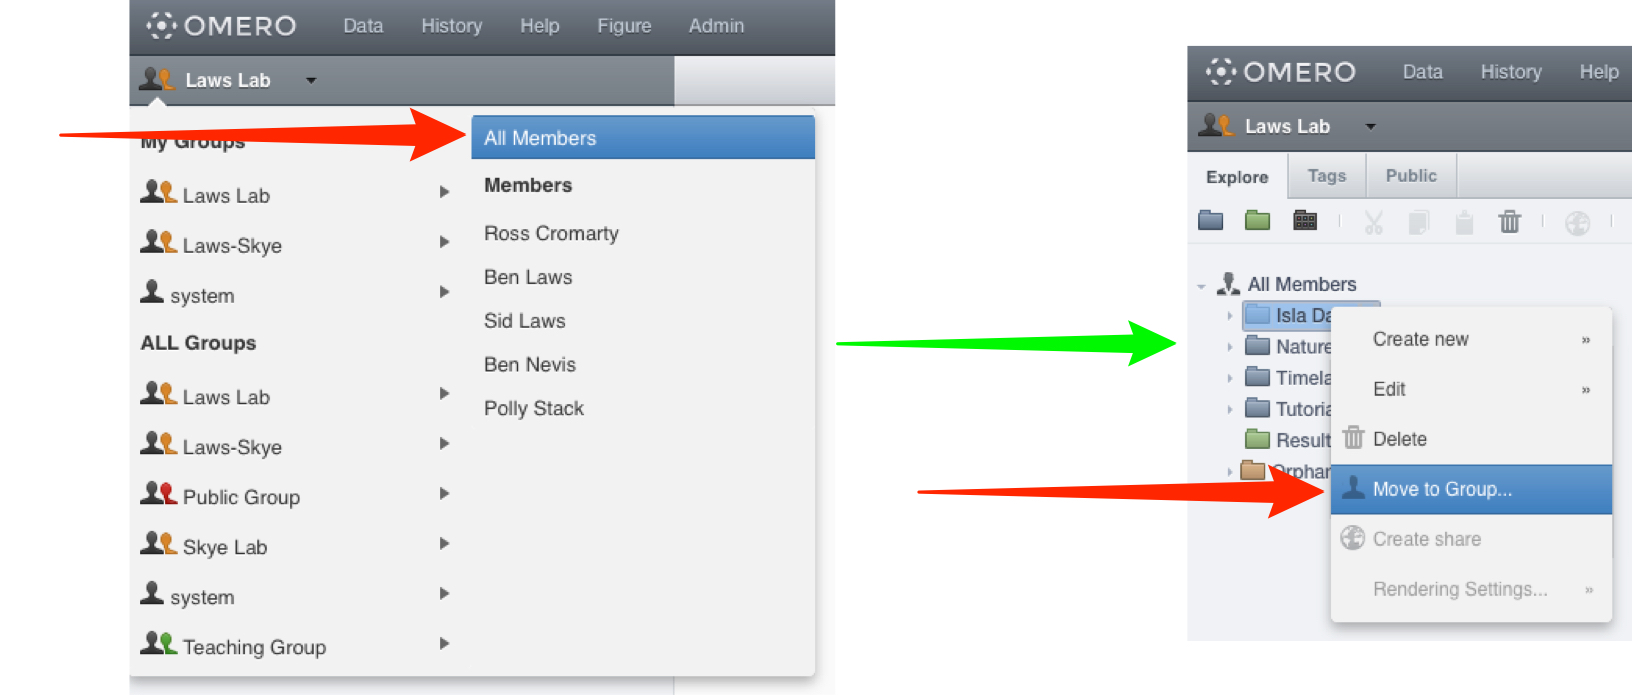 OMERO Data History Help Figure Admin
Laws Lab
My Groups
Laws Lab
Laws-Skye
system
ALL Groups
Laws Lab
Laws-Skye
Public Group
Skye Lab
system
Teaching Group
All Members
Members
Ross Cromarty
Ben Laws
Sid Laws
Ben Nevis
Polly Stack
OMERO Data History Help
Laws Lab
Explore Tags Public
All Members
Isla Da
Nature
Timela
Tutoria
Result
Orphar
Create new »
Edit »
Delete
Move to Group...
Create share
Rendering Settings... »